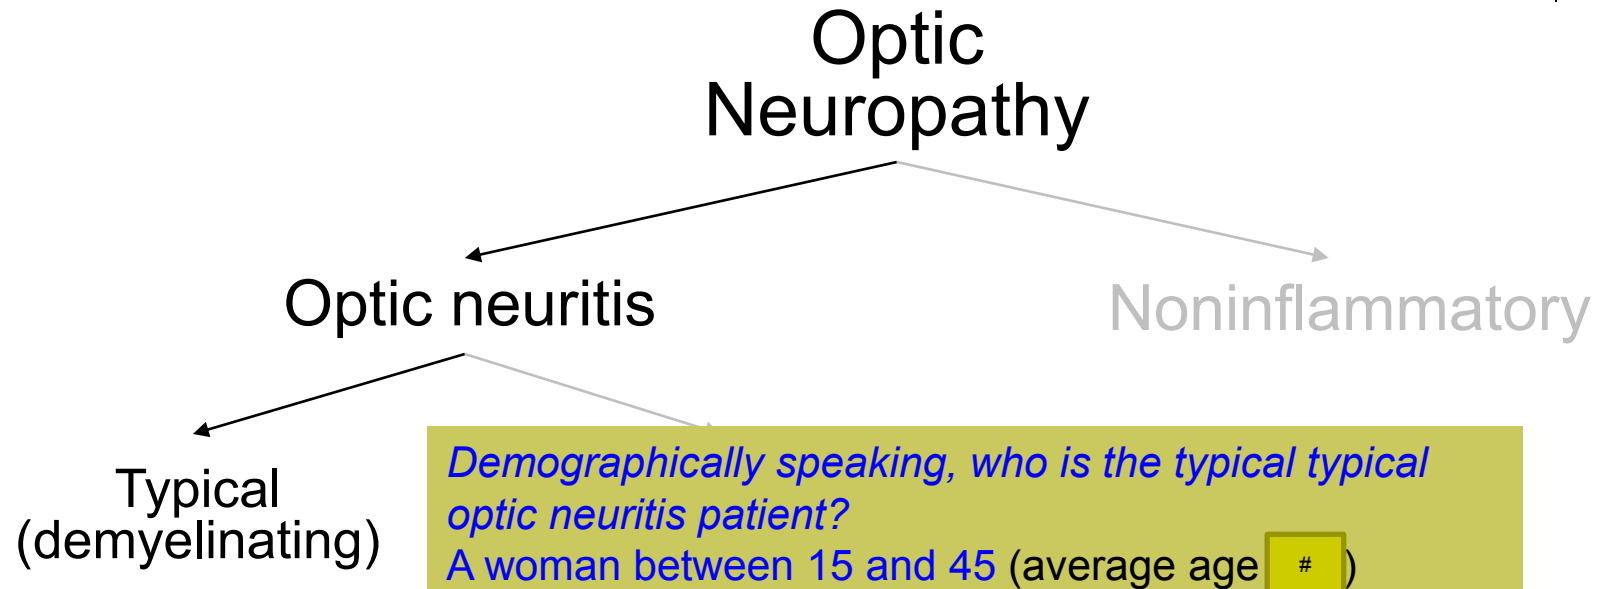 Optic
Neuropathy
Optic neuritis
Noninflammatory
Typical
(demyelinating)
Demographically speaking, who is the typical typical
optic neuritis patient?
A woman between 15 and 45 (average age # )